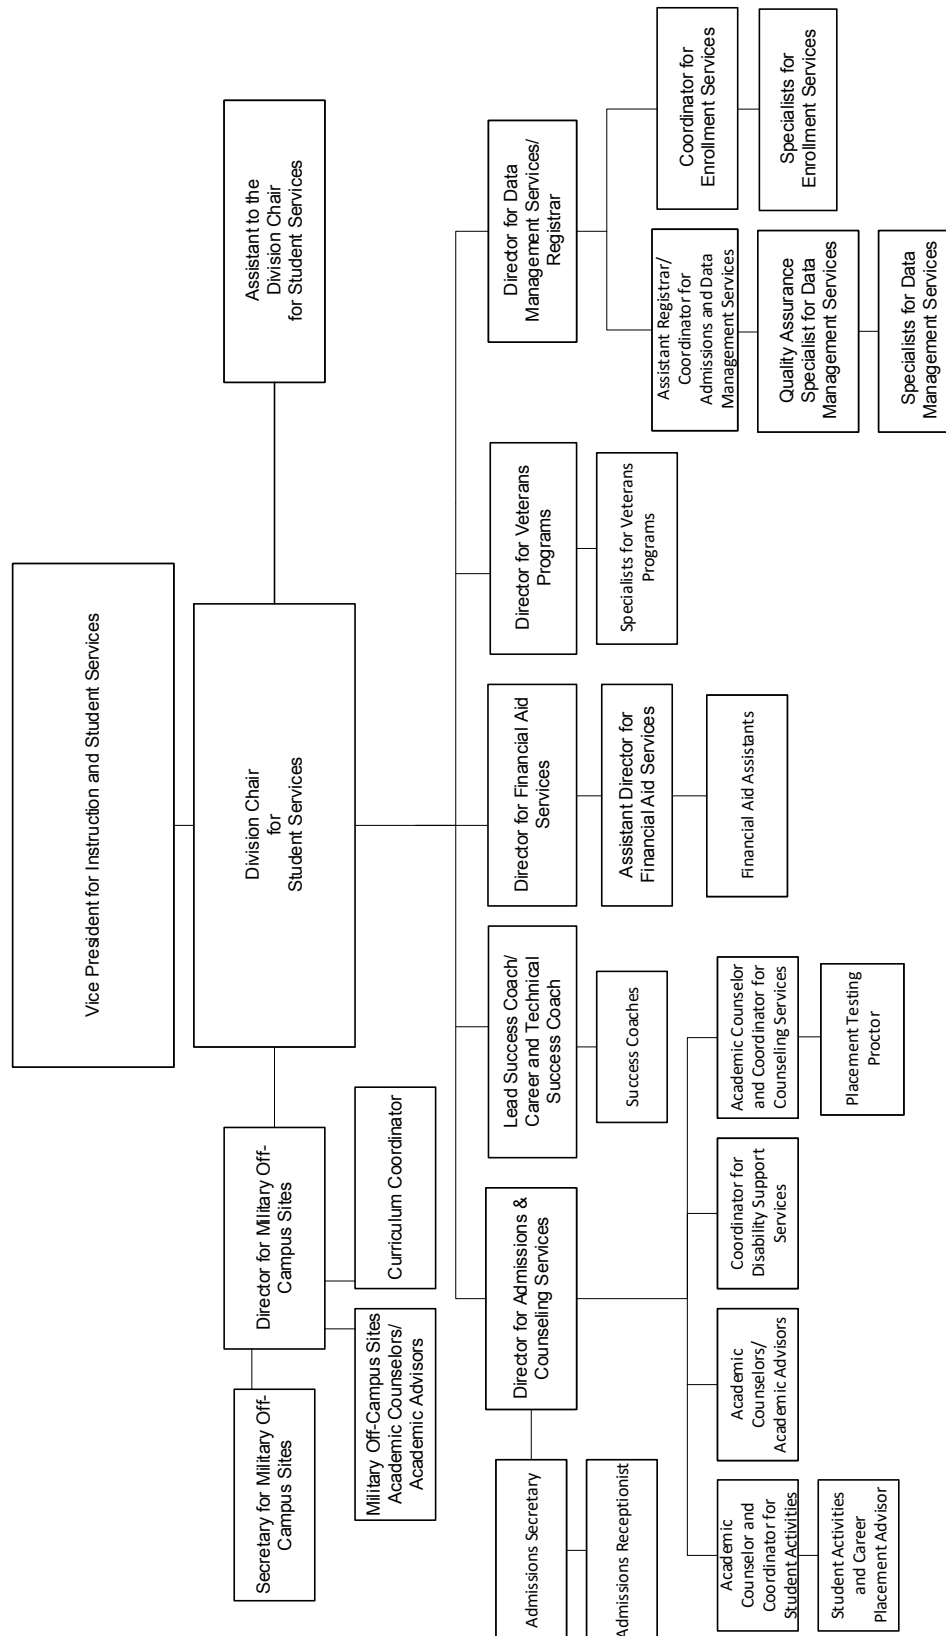 Vice President for Instruction and Student Services
Division Chair
for
Student Services
Assistant to the
Division Chair
for Student Services
Secretary for Military Off-
Campus Sites
Director for Military Off-
Campus Sites
Military Off-Campus Sites
Academic Counselors/
Academic Advisors
Curriculum Coordinator
Director for Admissions &
Counseling Services
Lead Success Coach/
Career and Technical
Success Coach
Director for Financial Aid
Services
Director for Veterans
Programs
Director for Data
Management Services/
Registrar
Admissions Secretary
Admissions Receptionist
Success Coaches
Assistant Director for
Financial Aid Services
Financial Aid Assistants
Specialists for Veterans
Programs
Assistant Registrar/
Coordinator for
Admissions and Data
Management Services
Quality Assurance
Specialist for Data
Management Services
Specialists for Data
Management Services
Coordinator for
Enrollment Services
Specialists for
Enrollment Services
Academic
Counselor and
Coordinator for
Student Activities
Student Activities
and Career
Placement Advisor
Academic
Counselors/
Academic Advisors
Coordinator for
Disability Support
Services
Academic Counselor
and Coordinator for
Counseling Services
Placement Testing
Proctor